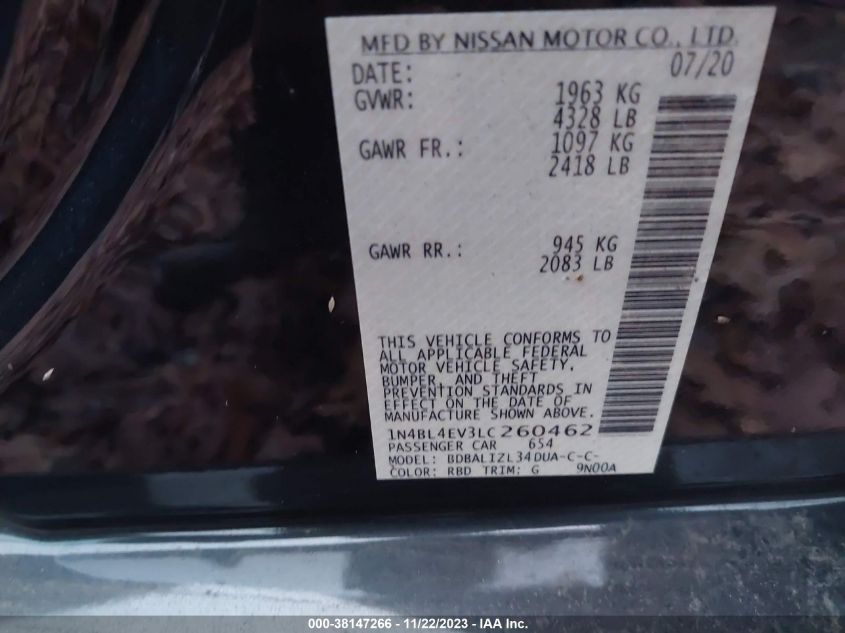 MFD BY NISSAN MOTOR CO., LTD.
DATE: 07/20
GVWR: 1963 KG
4328 LB
GAWR FR.: 1097 KG
2418 LB
GAWR RR.: 945 KG
2083 LB
THIS VEHICLE CONFORMS TO
ALL APPLICABLE FEDERAL
MOTOR VEHICLE SAFETY,
BUMPER, AND THEFT
PREVENTION STANDARDS IN
EFFECT ON THE DATE OF
MANUFACTURE SHOWN ABOVE.
1N4BL4EV3LC260462
PASSENGER CAR 654
MODEL: BDBALIZL34DUA-C-C-
COLOR: RBD TRIM: G 9N00A
000-38147266 - 11/22/2023 - IAA Inc.